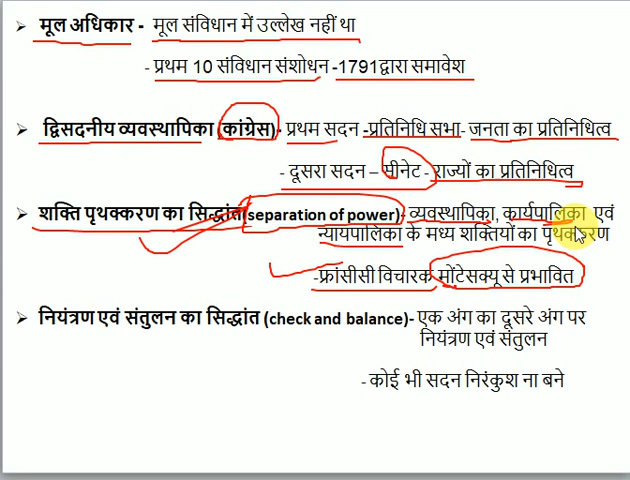 ➢ मूल अधिकार - मूल संविधान में उल्लेख नहीं था
- प्रथम 10 संविधान संशोधन -1791द्वारा समावेश
➢ द्विसदनीय व्यवस्थापिका (कांग्रेस)- प्रथम सदन -प्रतिनिधि सभा- जनता का प्रतिनिधित्व
- दूसरा सदन – सीनेट - राज्यों का प्रतिनिधित्व
➢ शक्ति पृथक्करण का सिद्धांत(separation of power)- व्यवस्थापिका, कार्यपालिका एवं
न्यायपालिका के मध्य शक्तियों का पृथक्करण
- फ्रांसीसी विचारक मोंटेस्क्यू से प्रभावित
➢ नियंत्रण एवं संतुलन का सिद्धांत (check and balance)- एक अंग का दूसरे अंग पर
नियंत्रण एवं संतुलन
- कोई भी सदन निरंकुश ना बने